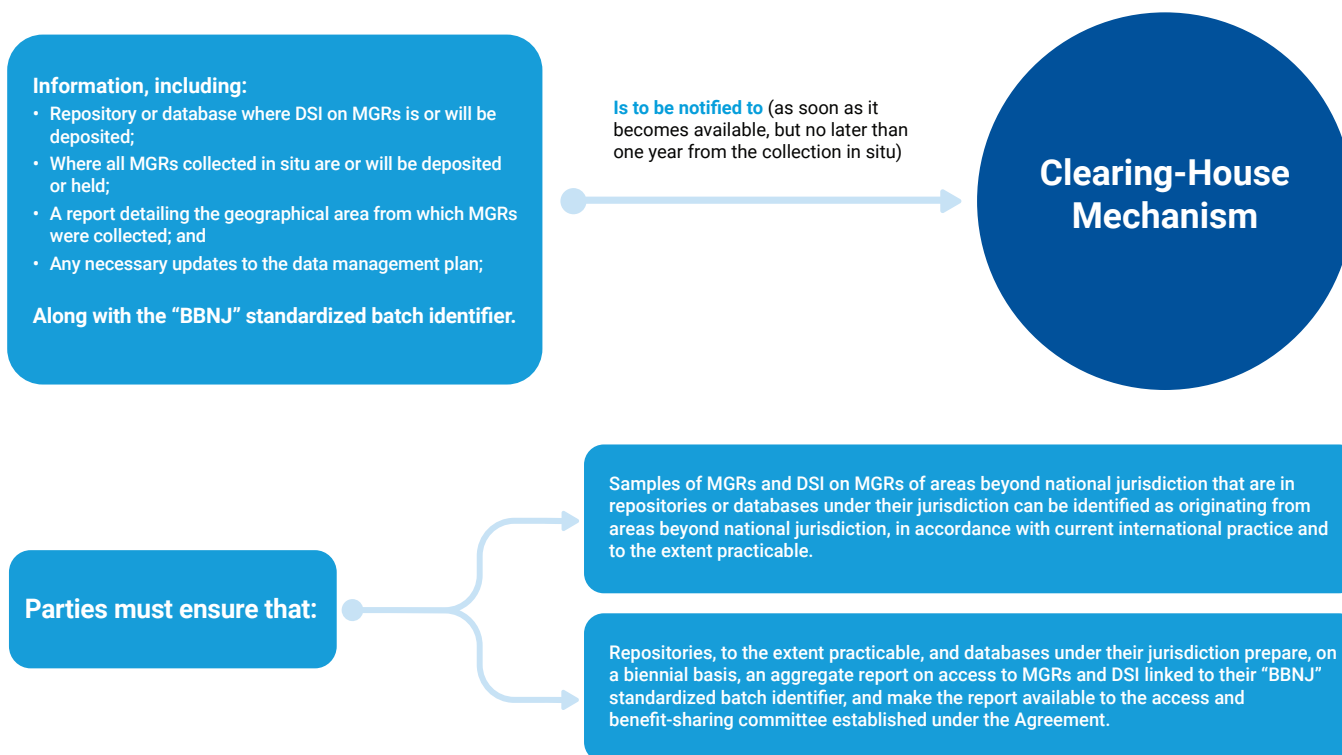 Information, including:
• Repository or database where DSI on MGRs is or will be
deposited;
• Where all MGRs collected in situ are or will be deposited
or held;
• A report detailing the geographical area from which MGRs
were collected; and
• Any necessary updates to the data management plan;
Along with the “BBNJ” standardized batch identifier.
Is to be notified to (as soon as it
becomes available, but no later than
one year from the collection in situ)
Clearing-House
Mechanism
Parties must ensure that:
Samples of MGRs and DSI on MGRs of areas beyond national jurisdiction that are in
repositories or databases under their jurisdiction can be identified as originating from
areas beyond national jurisdiction, in accordance with current international practice and
to the extent practicable.
Repositories, to the extent practicable, and databases under their jurisdiction prepare, on
a biennial basis, an aggregate report on access to MGRs and DSI linked to their “BBNJ”
standardized batch identifier, and make the report available to the access and
benefit-sharing committee established under the Agreement.